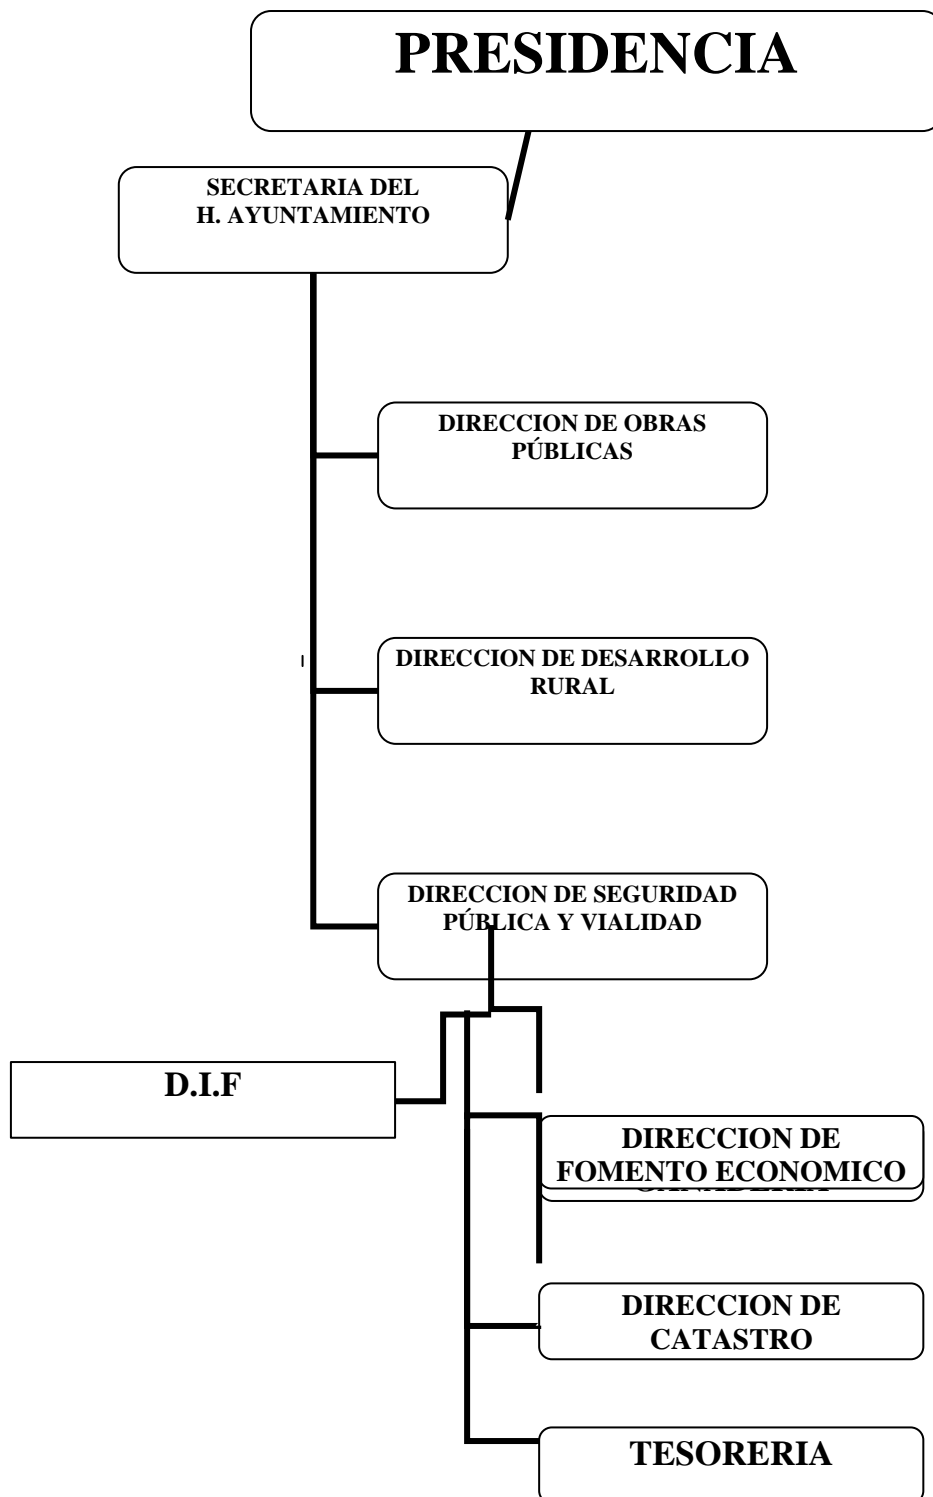 PRESIDENCIA
SECRETARIA DEL
H. AYUNTAMIENTO
DIRECCION DE OBRAS
PÚBLICAS
DIRECCION DE DESARROLLO
RURAL
DIRECCION DE SEGURIDAD
PÚBLICA Y VIALIDAD
D.I.F
DIRECCION DE
FOMENTO ECONOMICO
DIRECCION DE
CATASTRO
TESORERIA